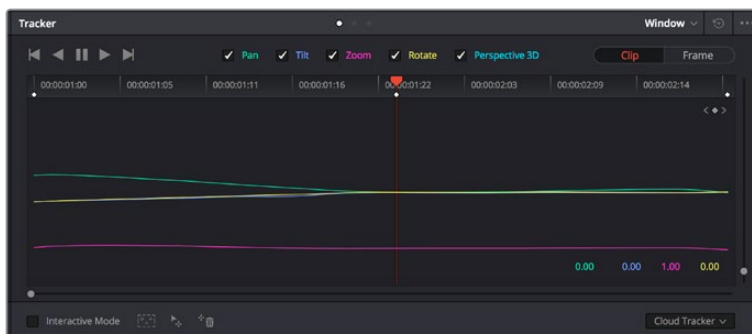 Tracker
Window
Pan
Tilt
Zoom
Rotate
Perspective 3D
Clip
Frame
00:00:01:00
00:00:01:05
00:00:01:11
00:00:01:16
00:00:01:22
00:00:02:03
00:00:02:09
00:00:02:14
0.00 0.00 1.00 0.00
Interactive Mode
Cloud Tracker